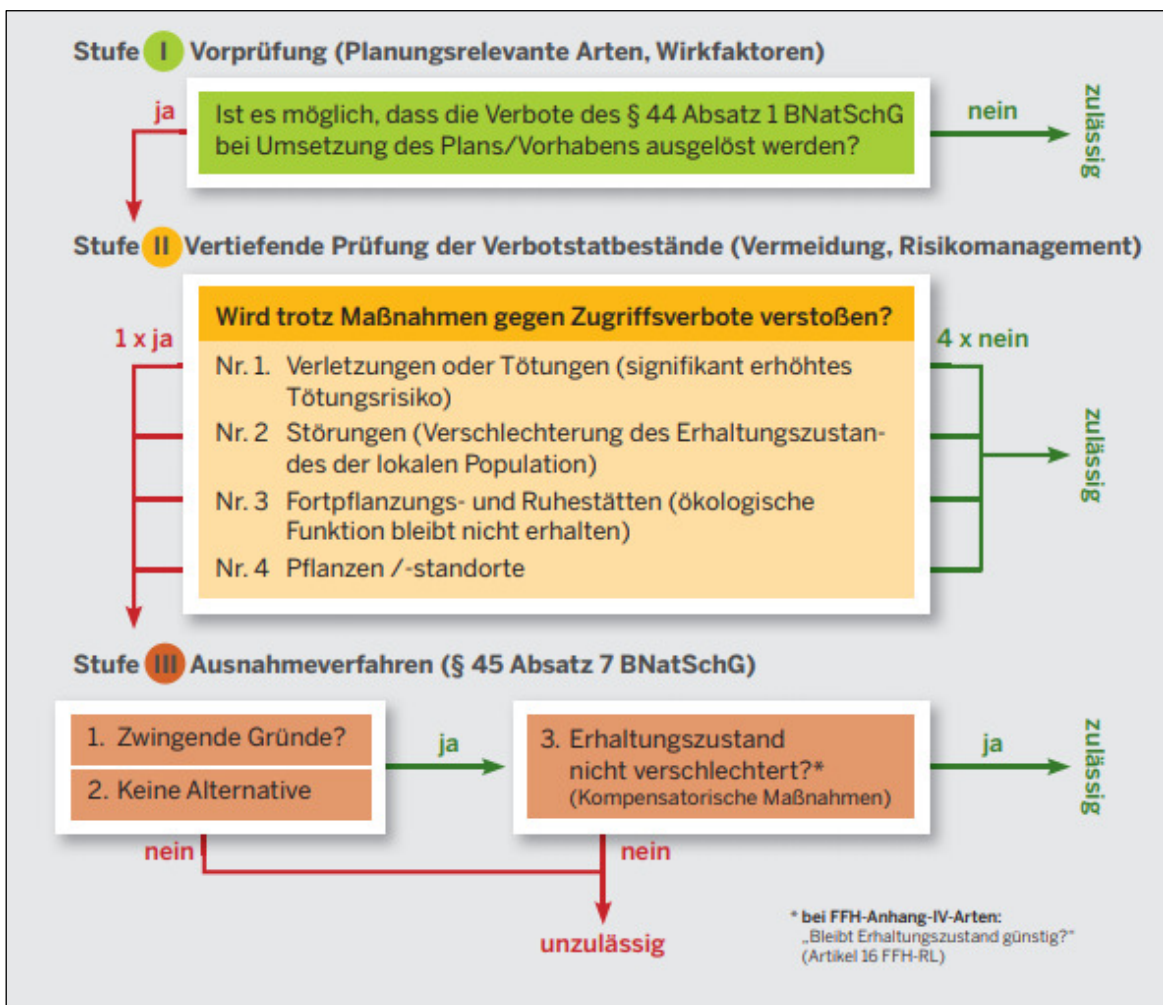 Stufe I Vorprüfung (Planungsrelevante Arten, Wirkfaktoren)
ja
Ist es möglich, dass die Verbote des § 44 Absatz 1 BNatSchG
bei Umsetzung des Plans/Vorhabens ausgelöst werden?
nein
zulässig
Stufe II Vertiefende Prüfung der Verbotstatbestände (Vermeidung, Risikomanagement)
1 x ja
Wird trotz Maßnahmen gegen Zugriffsverbote verstoßen?
4 x nein
Nr. 1. Verletzungen oder Tötungen (signifikant erhöhtes
Tötungsrisiko)
Nr. 2 Störungen (Verschlechterung des Erhaltungszustan-
des der lokalen Population)
Nr. 3 Fortpflanzungs- und Ruhestätten (ökologische
Funktion bleibt nicht erhalten)
Nr. 4 Pflanzen /-standorte
zulässig
Stufe III Ausnahmeverfahren (§ 45 Absatz 7 BNatSchG)
1. Zwingende Gründe?
2. Keine Alternative
ja
3. Erhaltungszustand
nicht verschlechtert?*
(Kompensatorische Maßnahmen)
ja
zulässig
nein
nein
unzulässig
* bei FFH-Anhang-IV-Arten:
„Bleibt Erhaltungszustand günstig?"
(Artikel 16 FFH-RL)